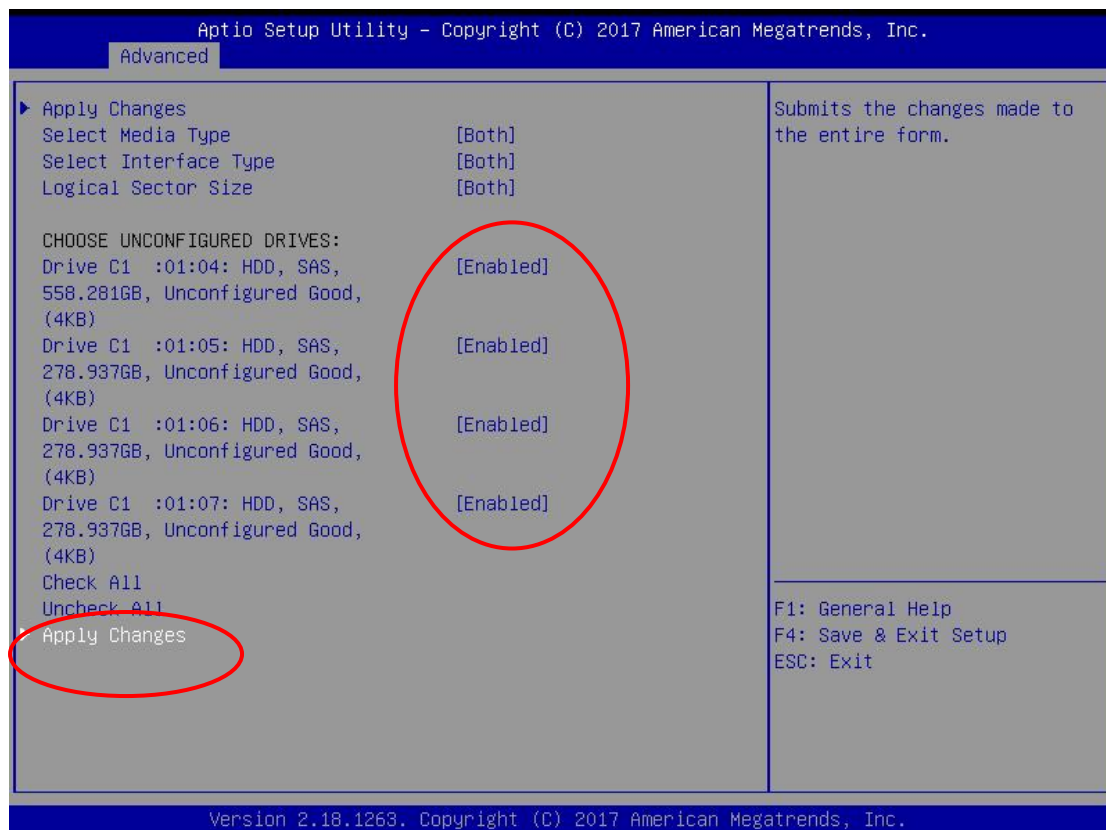 Aptio Setup Utility – Copyright (C) 2017 American Megatrends, Inc.
Advanced
Apply Changes
Select Media Type [Both]
Select Interface Type [Both]
Logical Sector Size [Both]
CHOOSE UNCONFIGURED DRIVES:
Drive C1 :01:04: HDD, SAS, [Enabled]
558.281GB, Unconfigured Good,
(4KB)
Drive C1 :01:05: HDD, SAS, [Enabled]
278.937GB, Unconfigured Good,
(4KB)
Drive C1 :01:06: HDD, SAS, [Enabled]
278.937GB, Unconfigured Good,
(4KB)
Drive C1 :01:07: HDD, SAS, [Enabled]
278.937GB, Unconfigured Good,
(4KB)
Check All
Uncheck All
Apply Changes
Submits the changes made to
the entire form.
F1: General Help
F4: Save & Exit Setup
ESC: Exit
Version 2.18.1263. Copyright (C) 2017 American Megatrends, Inc.